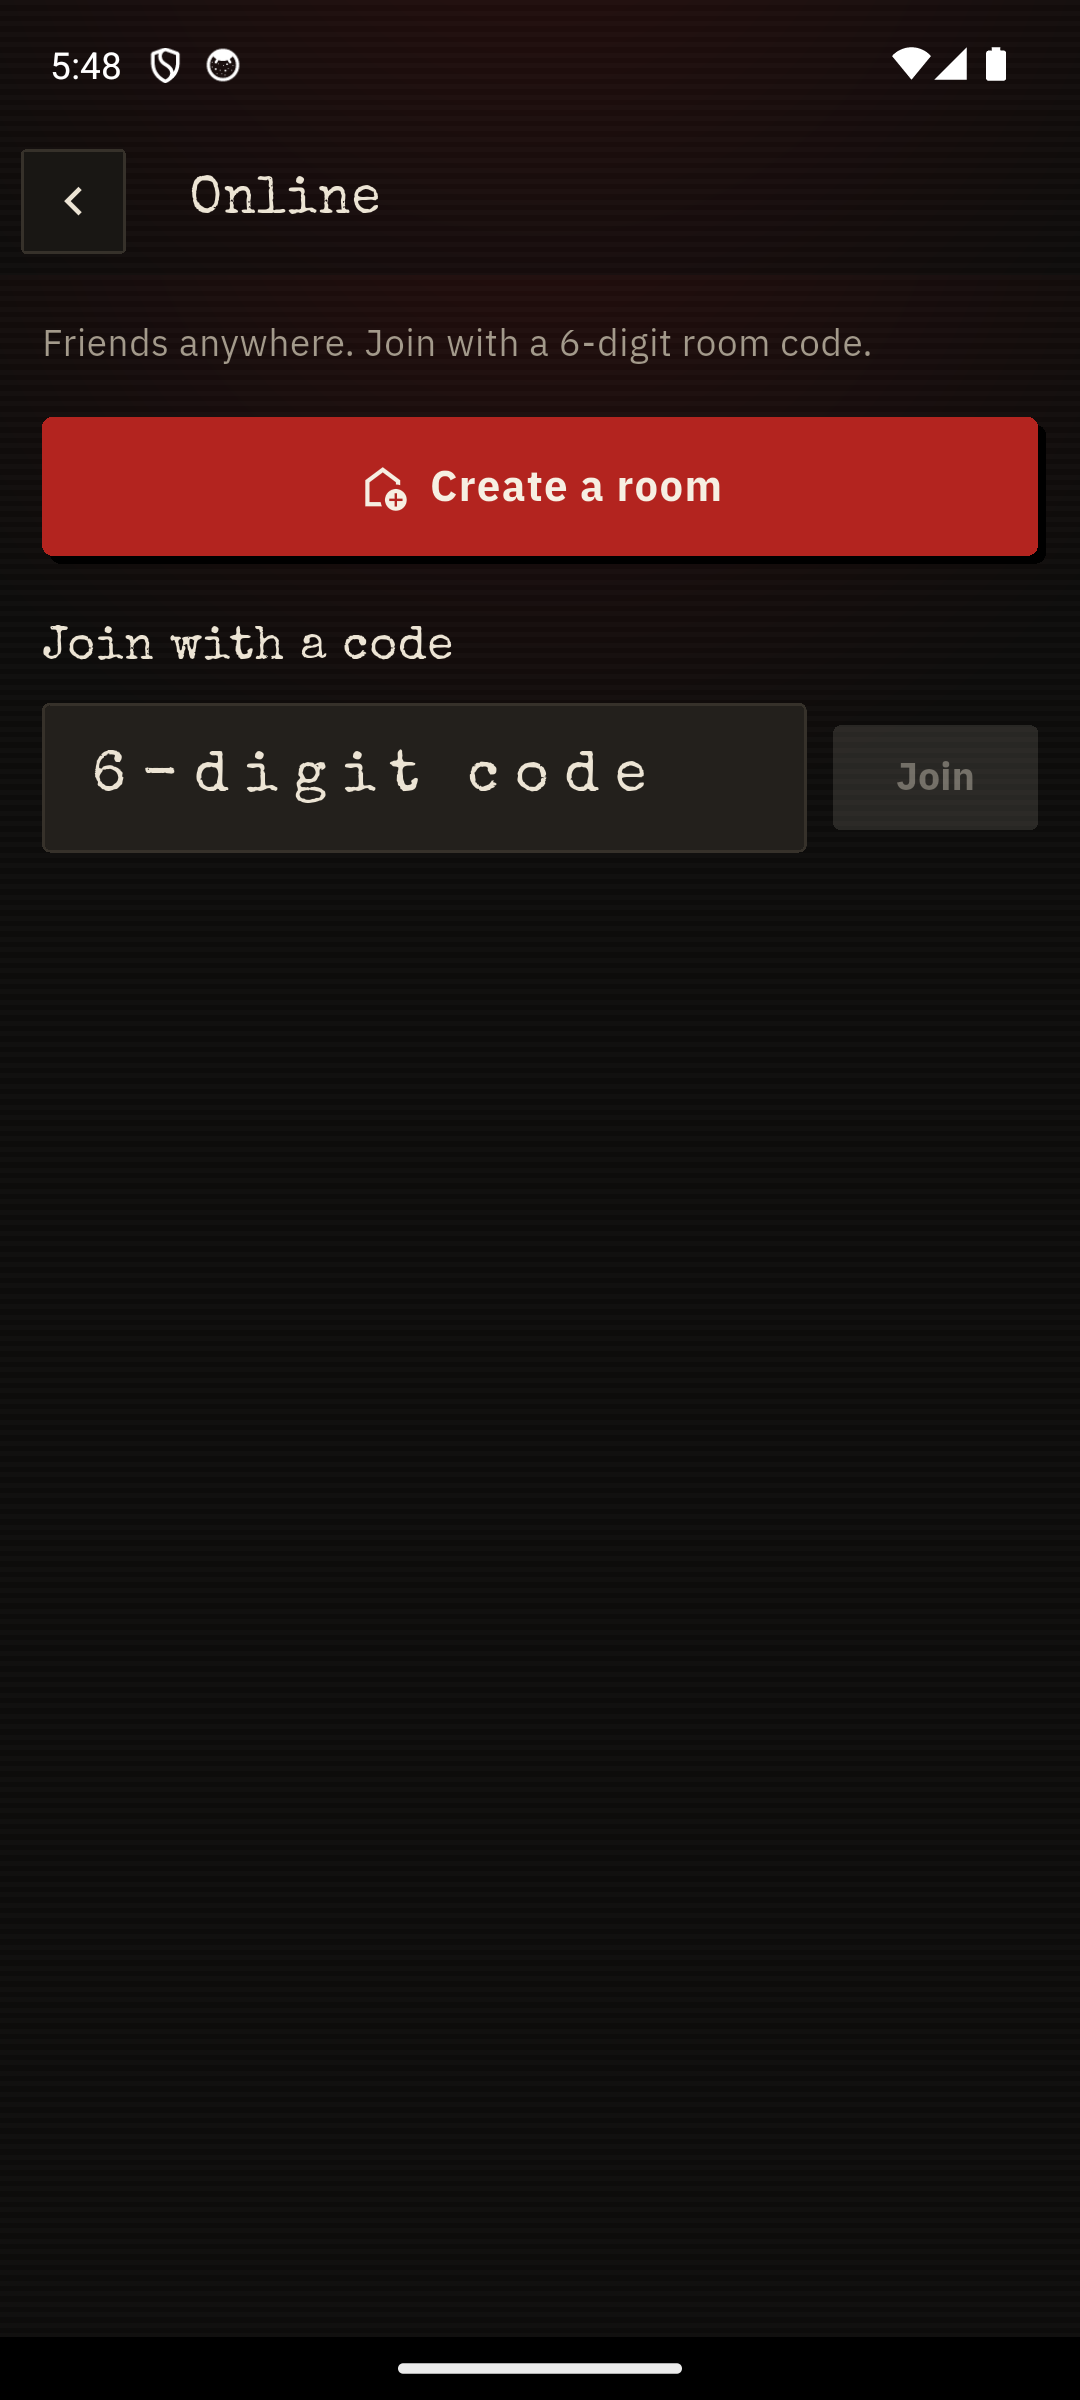 5:48
Online
Friends anywhere. Join with a 6-digit room code.
Create a room
Join with a code
6-digit code
Join